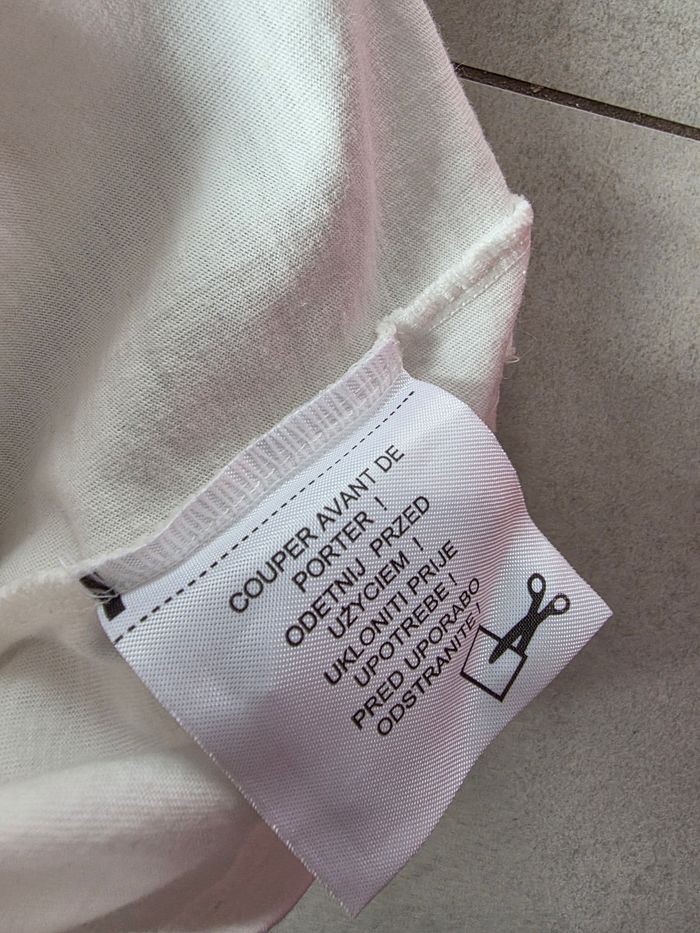 COUPER AVANT DE
PORTER !
ODETNIJ PRZED
UŻYCIEM !
UKLONITI PRIJE
UPOTREBE !
PRED UPORABO
ODSTRANITE !